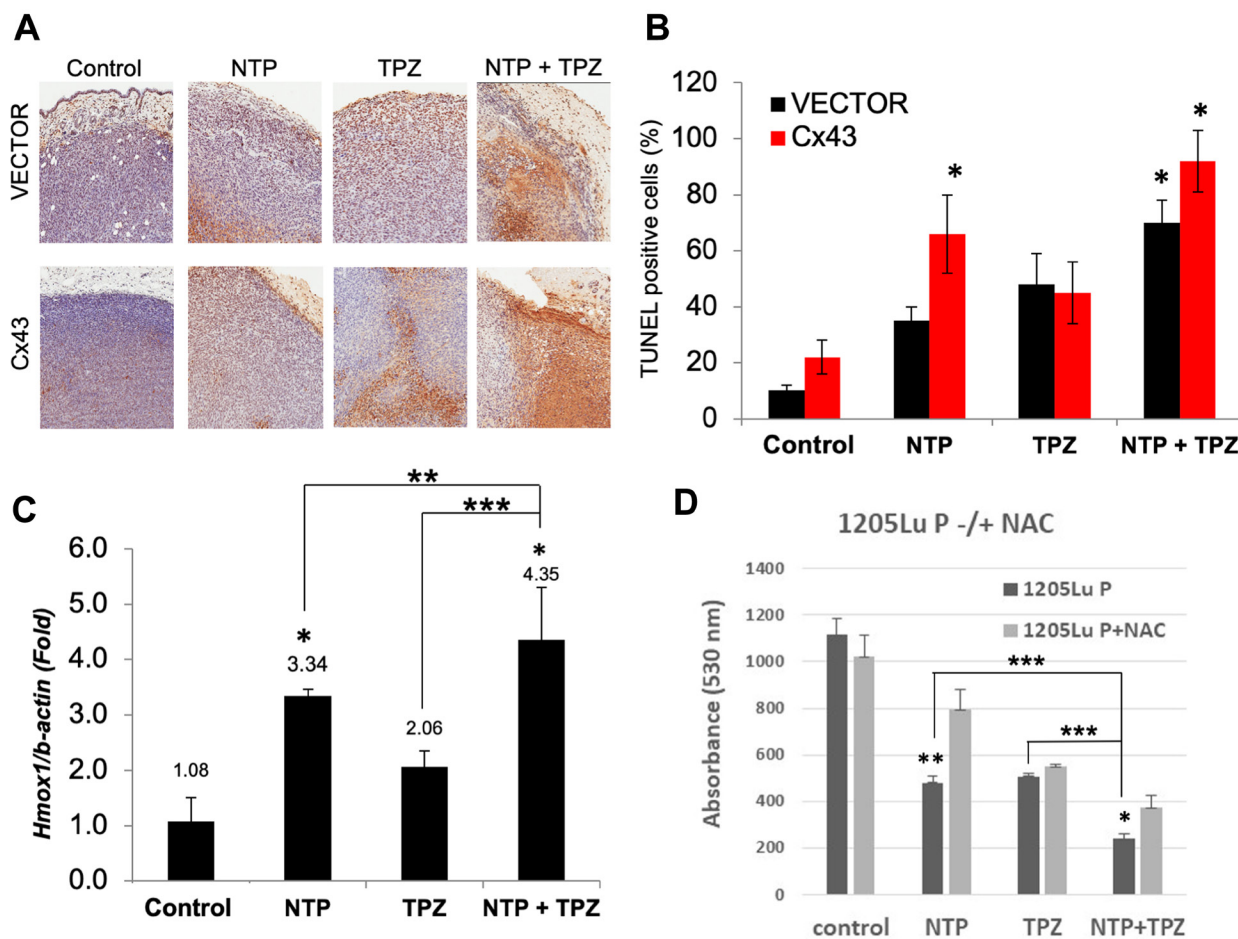 A
Control NTP TPZ NTP + TPZ
VECTOR
Cx43
B
TUNEL positive cells (%)
120
100
80
60
40
20
0
VECTOR
Cx43
*
* *
Control NTP TPZ NTP + TPZ
C
Hmox1/b-actin (Fold)
6.0
5.0
4.0
3.0
2.0
1.0
0.0
**
***
*
4.35
*
3.34
2.06
1.08
Control NTP TPZ NTP + TPZ
D
1205Lu P -/+ NAC
Absorbance (530 nm)
1400
1200
1000
800
600
400
200
0
1205Lu P
1205Lu P+NAC
***
***
**
*
control NTP TPZ NTP+TPZ